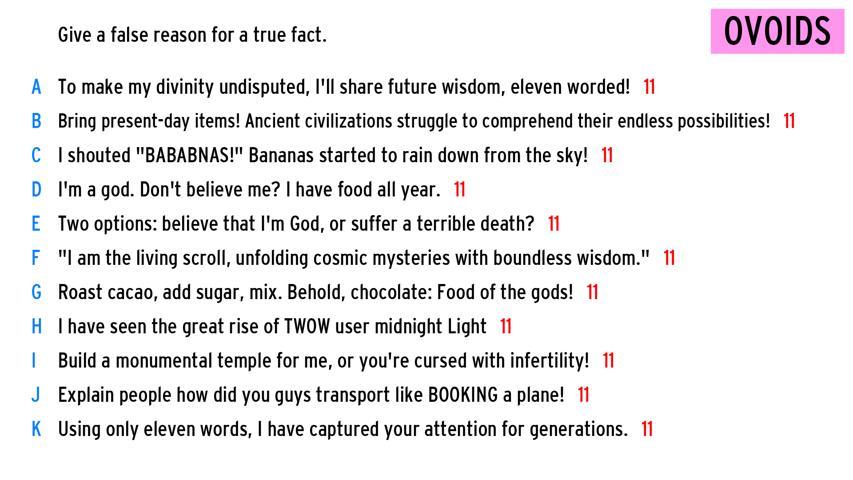 Give a false reason for a true fact.
OVOIDS
A To make my divinity undisputed, I'll share future wisdom, eleven worded! 11
B Bring present-day items! Ancient civilizations struggle to comprehend their endless possibilities! 11
C I shouted "BABABNAS!" Bananas started to rain down from the sky! 11
D I'm a god. Don't believe me? I have food all year. 11
E Two options: believe that I'm God, or suffer a terrible death? 11
F "I am the living scroll, unfolding cosmic mysteries with boundless wisdom." 11
G Roast cacao, add sugar, mix. Behold, chocolate: Food of the gods! 11
H I have seen the great rise of TWOW user midnight Light 11
I Build a monumental temple for me, or you're cursed with infertility! 11
J Explain people how did you guys transport like BOOKING a plane! 11
K Using only eleven words, I have captured your attention for generations. 11